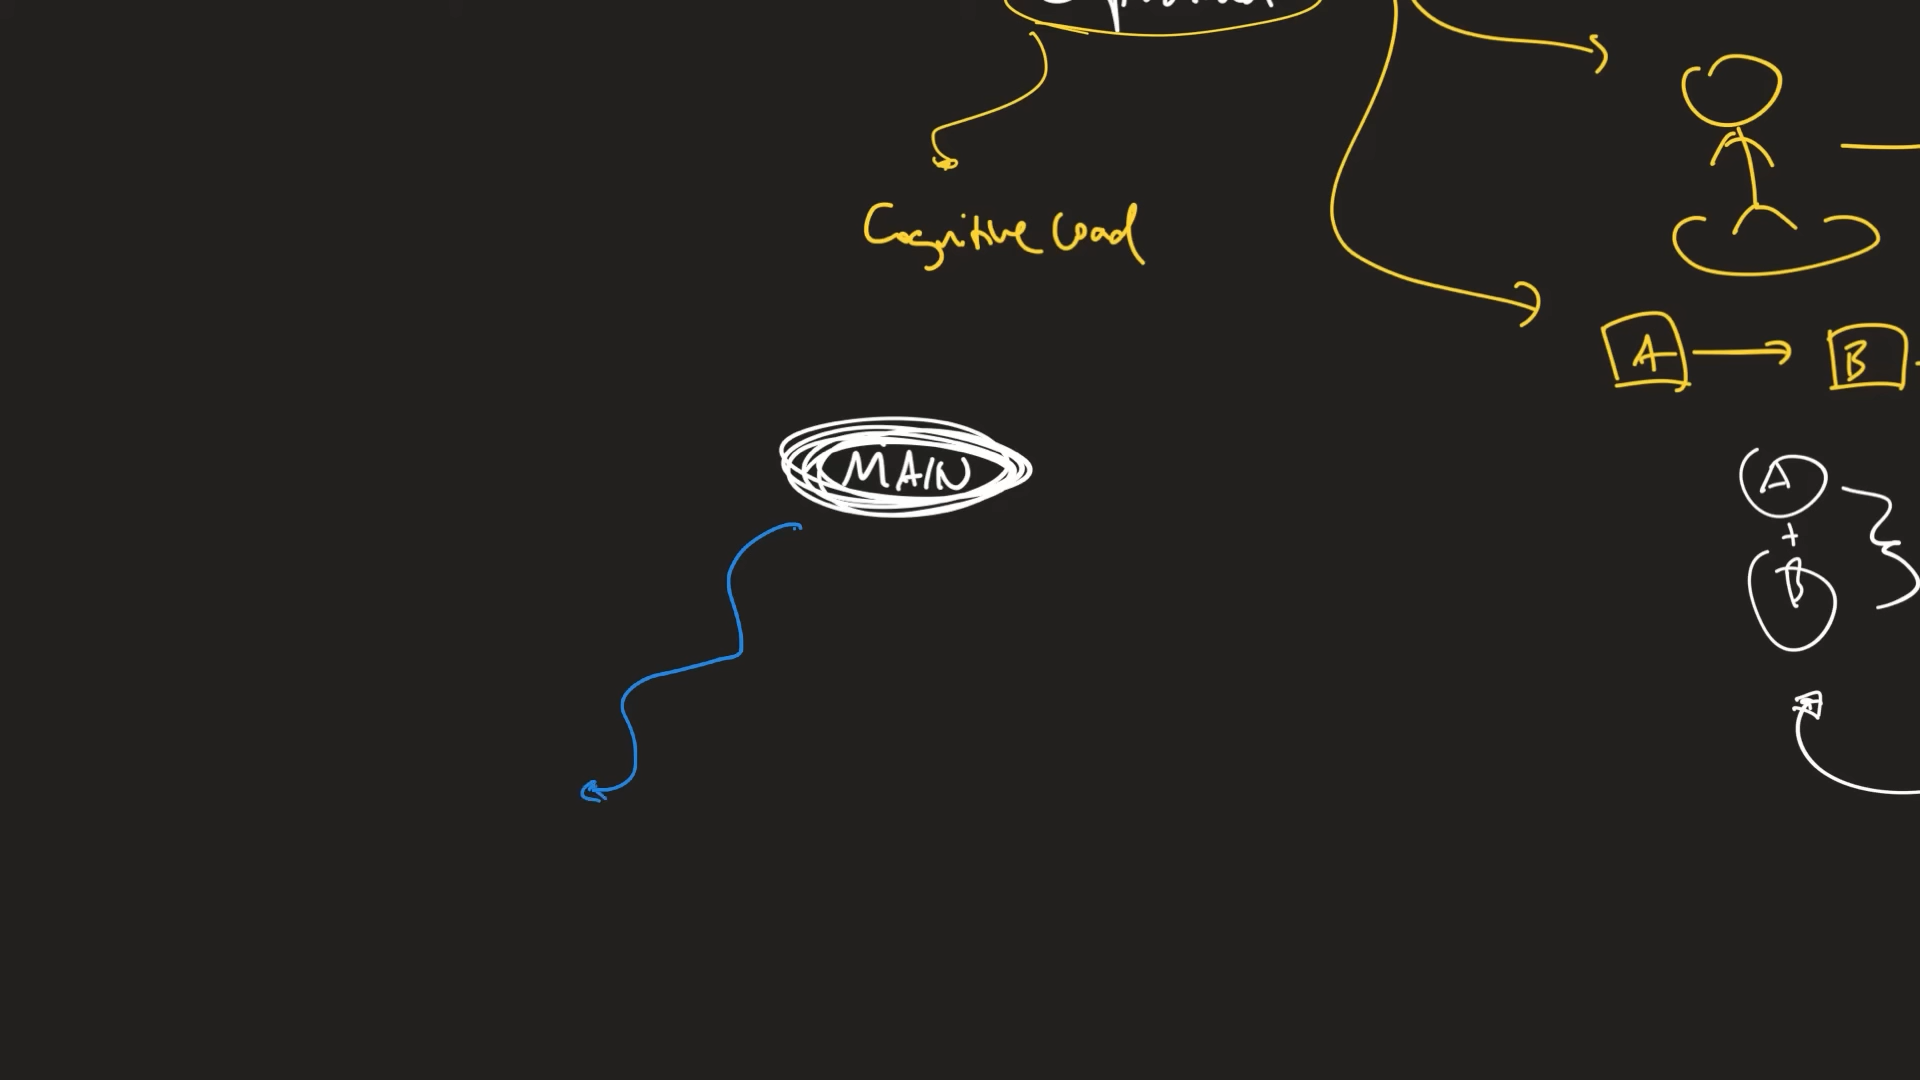 Cognitive load
A B
MAIN
A
+
B